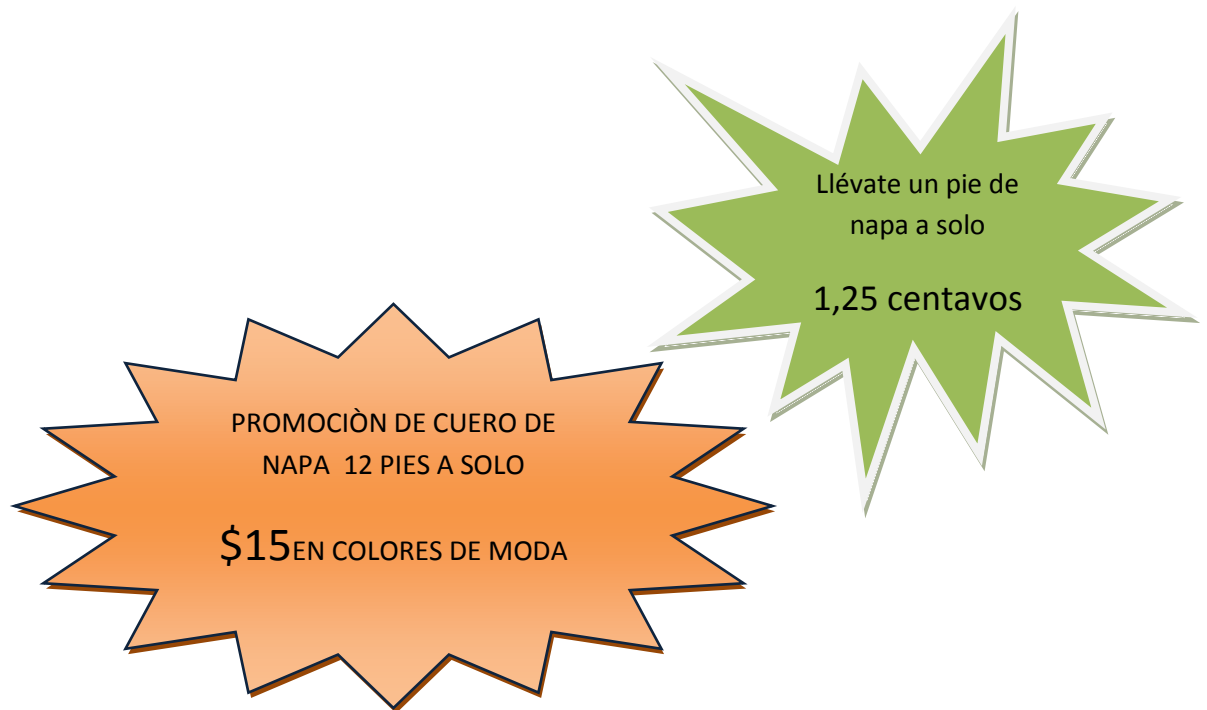 Llévate un pie de
napa a solo
1,25 centavos
PROMOCIÒN DE CUERO DE
NAPA 12 PIES A SOLO
$15EN COLORES DE MODA